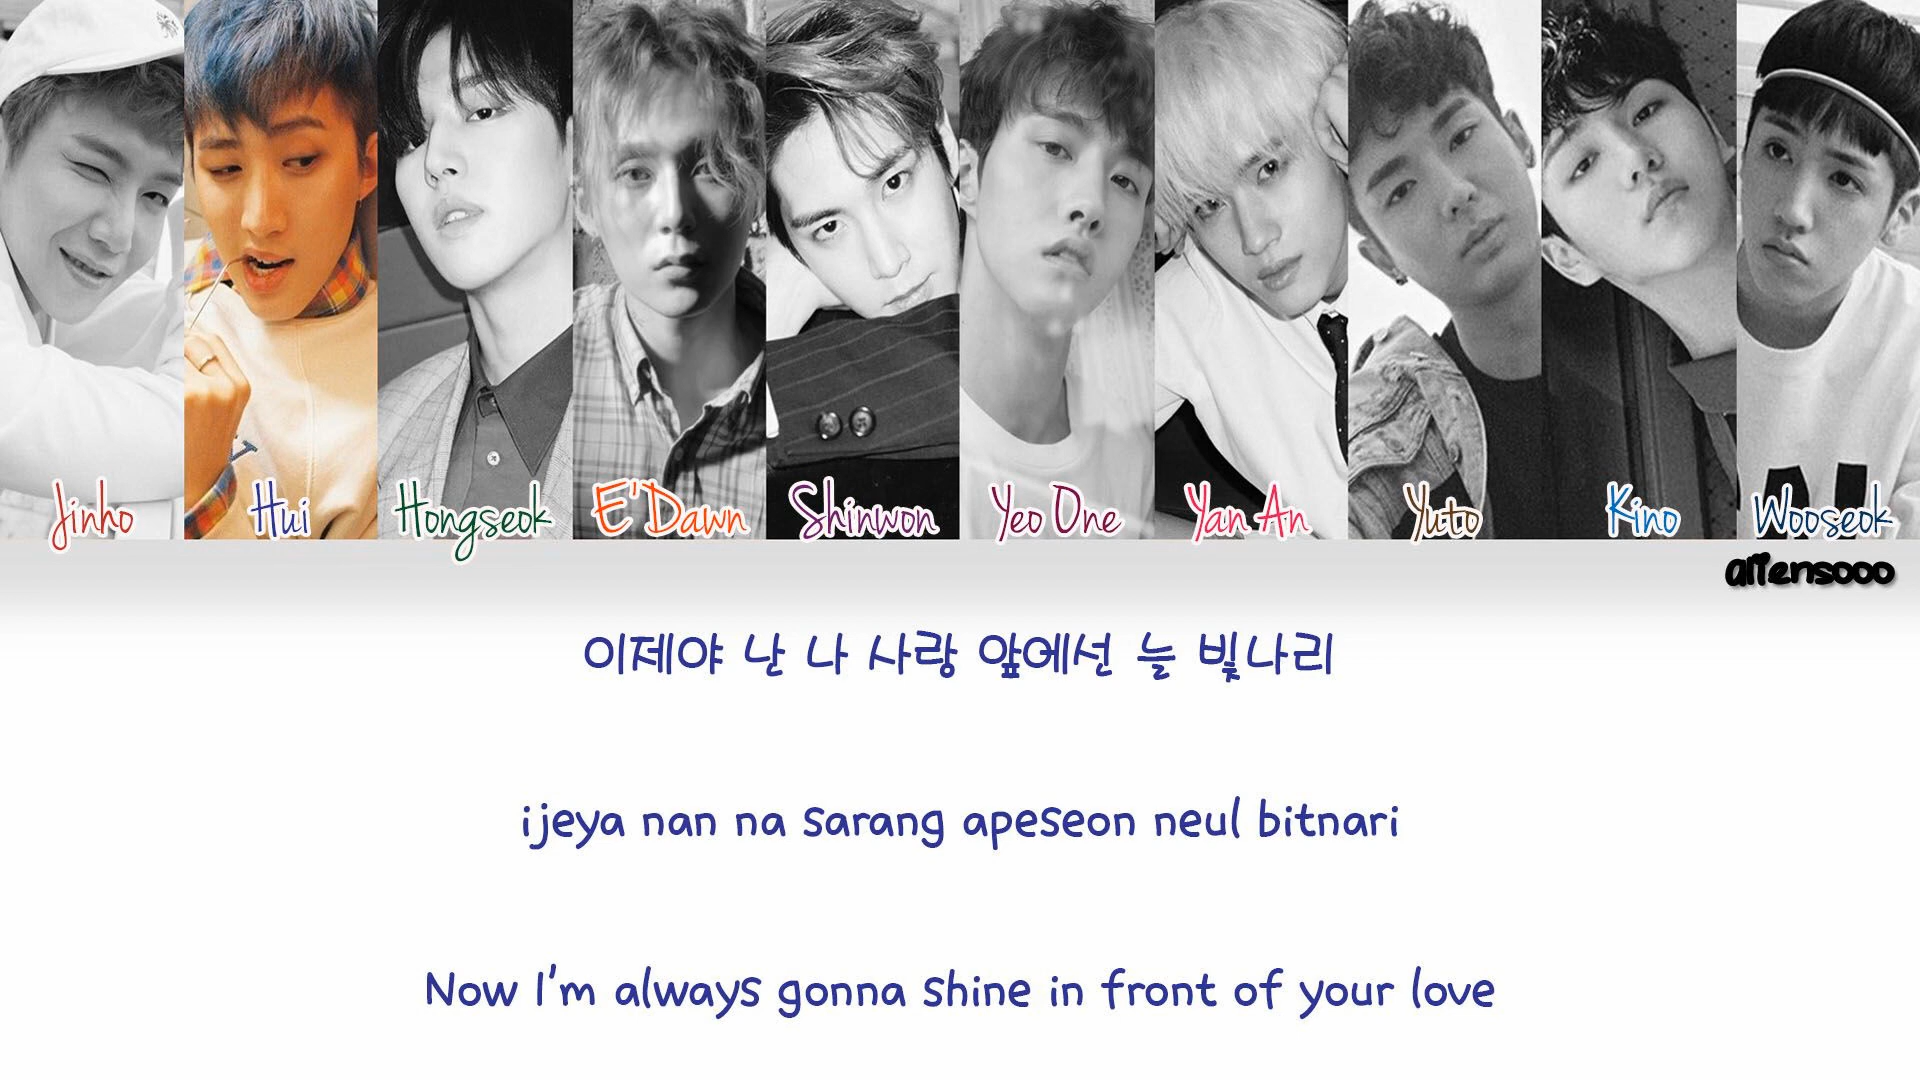 Jinho Hui Hongseok E'Dawn Shinwon Yeo One Yan An Yuto Kino Wooseok
aiiensooo
이제야 난 나 사랑 앞에선 늘 빛나리
ijeya nan na sarang apeseon neul bitnari
Now I'm always gonna shine in front of your love